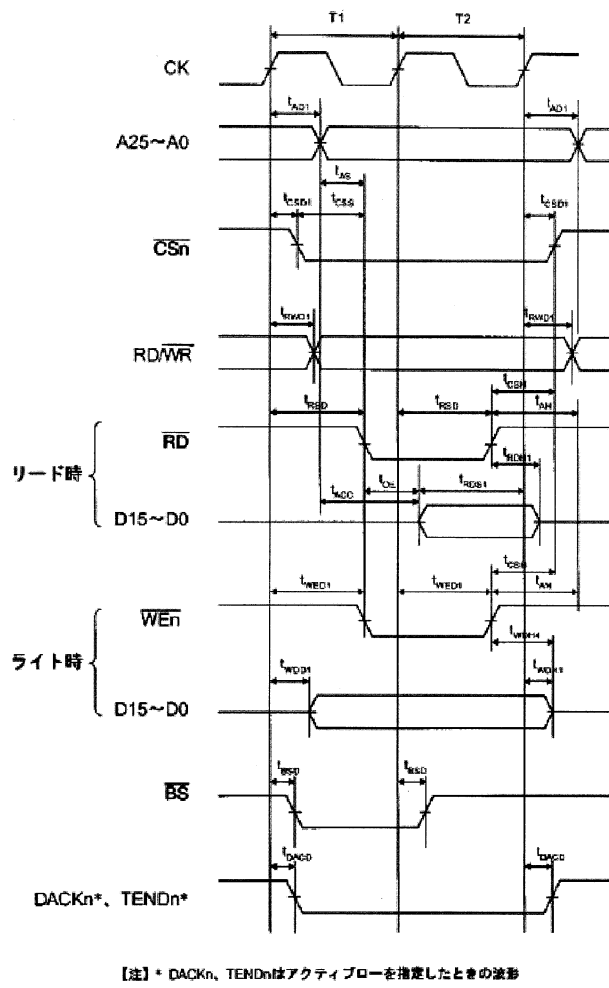 T1 T2
CK
tAD1 tAD1
A25～A0
tAS
tCSD1 tCSS tCSD1
CSn
tRWD1 tRWD1
RD/WR
tCSH
tRSD tRSD tAH
リード時
RD
tRDH1
tOE tRDS1
tACC
D15～D0
tCSH
tWED1 tWED1 tAH
ライト時
WEn
tWDH4
tWDD1 tWDH1
D15～D0
tBSD tBSD
BS
tDACD tDACD
DACKn*、TENDn*
【注】* DACKn、TENDnはアクティブローを指定したときの波形